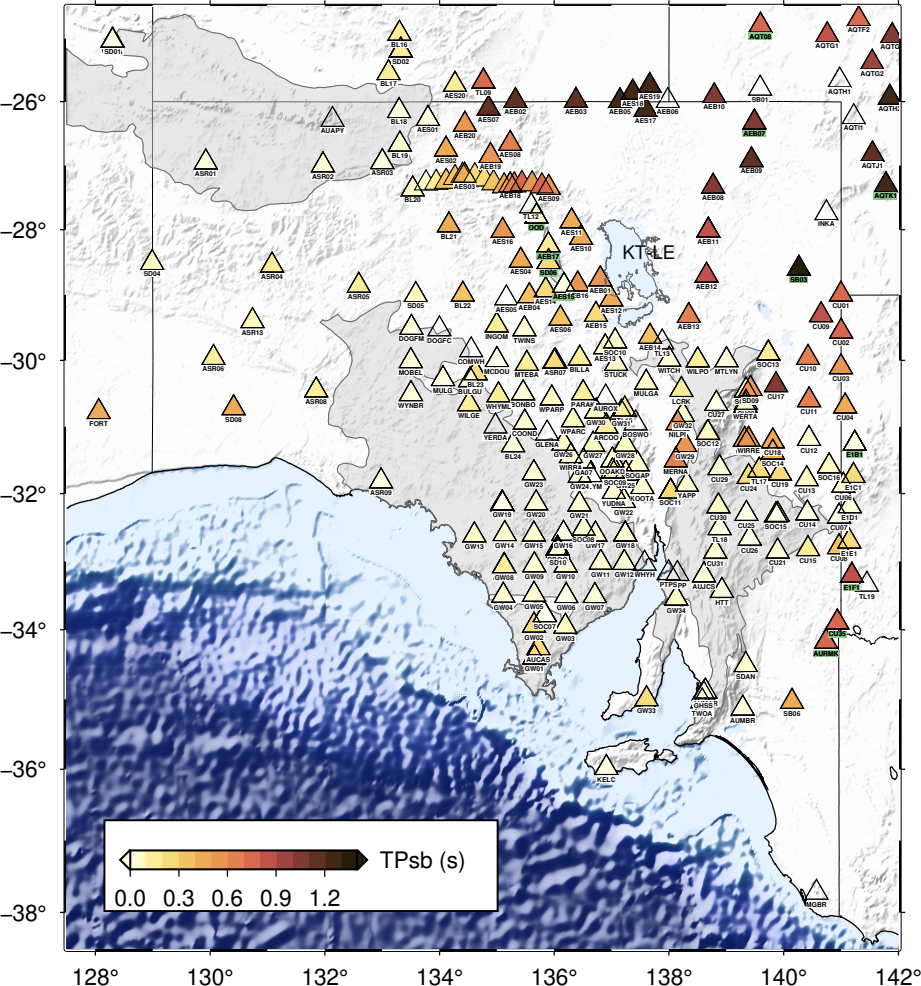 AQTF2
AQT08
AQTG1
BL16
SD02
AQTG2
BL17
AES20
TL09
AES19
AQTH1
SB01
−26°
AES07
AEB02
AEB03
AEB05
AES18
AEB06
AEB10
BL18
AES01
AES17
AQTI1
AUAPY
AEB20
AEB07
BL19
AES02
AEB19
AES08
AEB09
AQTJ1
ASR01
ASR02
ASR03
BL20
AES03
AEB18
AES09
AEB08
AQTK1
TL12
OOD
INKA
−28°
BL21
AES16
AES11
AES10
AEB11
KT-LE
AEB17
SD04
ASR04
AES04
SD06
AEB12
SB03
ASR05
SD05
BL22
AES05
AEB04
AES14
AES15
AEB01
AES12
CU01
ASR13
DOGFM
DOGFC
INGOM
TWINS
AES06
AEB15
AEB13
CU09
CU02
−30°
ASR06
MOBEL
COMWH
MCDOU
MTEBA
ASR07
BILLA
AES13
SOC10
STUCK
AEB14
TL13
WITCH
WILPO
MTLYN
SOC13
CU10
CU03
FORT
SD08
ASR08
WYNBR
MULG
BL23
BULGU
WILGE
WHYML
BONBO
WPARP
PARAK
AUROX
MULGA
LCRK
CU27
SD09
WERTA
CU17
CU11
CU04
YERDA
COOND
GLENA
WPARC
GW30
GW31
ARCOO
BOSWO
GW32
NILPI
SOC12
CU12
E1B1
BL24
GW26
GW27
GW28
GW29
CU18
SOC14
−32°
ASR09
GW23
GA07
OOAKD
SOGAP
MERNA
CU29
CU24
TL17
CU19
CU13
SOC16
E1C1
GW19
GW20
GW21
GW24
SOC09
YUDNA
GW22
KOOTA
SOC11
YAPP
CU30
CU25
SOC15
CU14
CU06
E1D1
CU07
GW13
GW14
GW15
GW16
SOC08
GW17
GW18
TL18
CU26
CU21
CU15
E1E1
GW08
GW09
SD10
GW10
GW11
GW12
WHYH
CU31
E1F1
GW04
GW05
GW06
GW07
PTPS
GW34
AUJCS
HTT
TL19
−34°
SOC07
GW02
GW03
CU35
AURMK
AUCAS
GW01
SDAN
GW33
GHSS
TWOA
AUMBR
SB06
−36°
KELC
TPsb (s)
0.0 0.3 0.6 0.9 1.2
MGBR
−38°
128° 130° 132° 134° 136° 138° 140° 142°